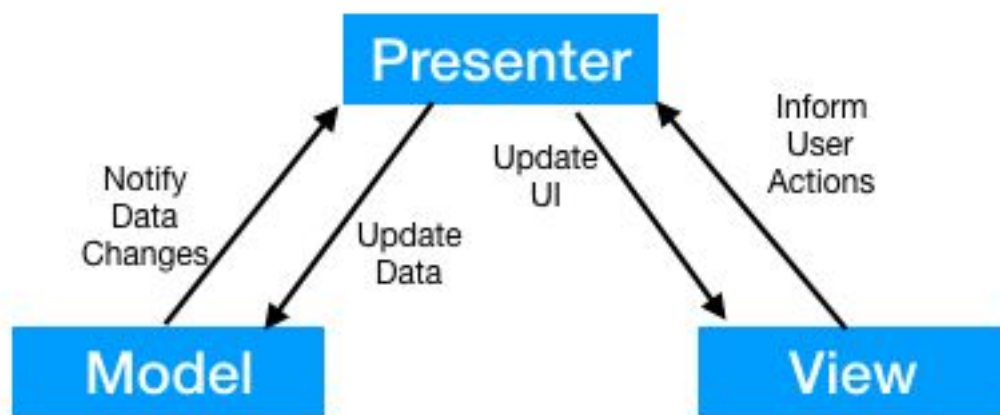 Presenter
Inform
User
Actions
Update
UI
Notify
Data
Changes
Update
Data
Model
View